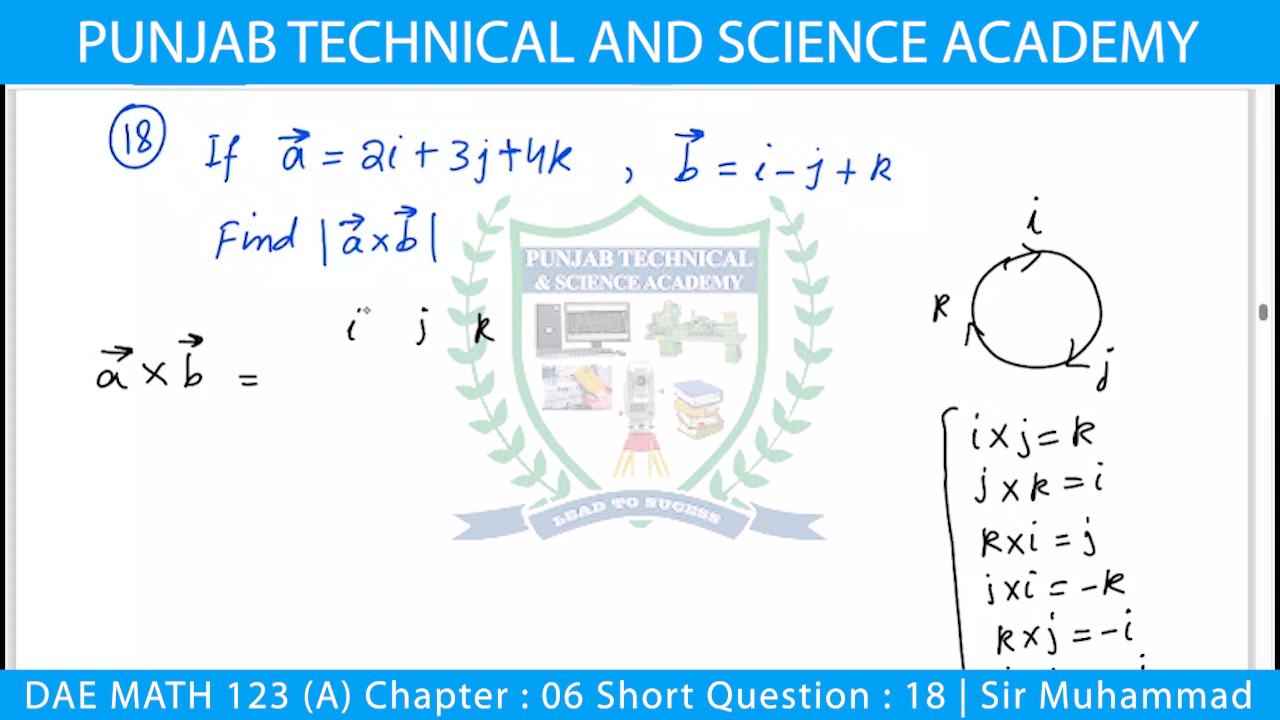 PUNJAB TECHNICAL AND SCIENCE ACADEMY
18 If a⃗ = 2i + 3j + 4k , b⃗ = i - j + k
Find |a⃗ x b⃗|
i
PUNJAB TECHNICAL
& SCIENCE ACADEMY
k
i j k
a⃗ x b⃗ =
j
i x j = k
j x k = i
k x i = j
LEAD TO SUCESS
j x i = -k
k x j = -i
DAE MATH 123 (A) Chapter : 06 Short Question : 18 | Sir Muhammad